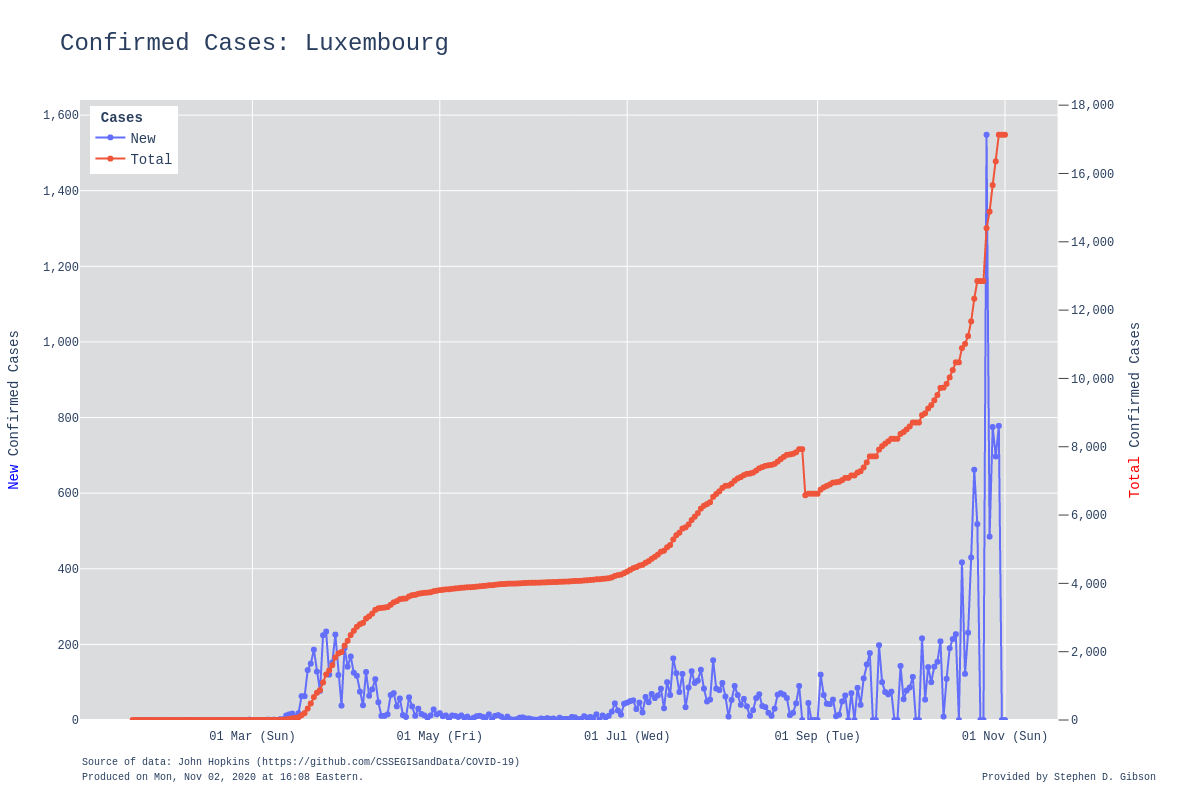 Confirmed Cases: Luxembourg
Cases
New
Total
1,600
1,400
1,200
1,000
800
600
400
200
0
New Confirmed Cases
18,000
16,000
14,000
12,000
10,000
8,000
6,000
4,000
2,000
0
Total Confirmed Cases
01 Mar (Sun) 01 May (Fri) 01 Jul (Wed) 01 Sep (Tue) 01 Nov (Sun)
Source of data: John Hopkins (https://github.com/CSSEGISandData/COVID-19)
Produced on Mon, Nov 02, 2020 at 16:08 Eastern.
Provided by Stephen D. Gibson